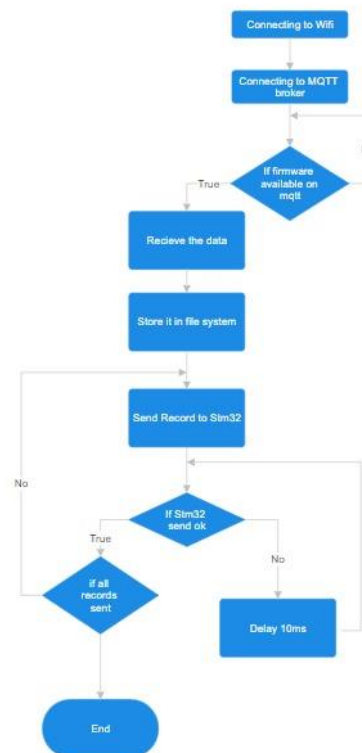 Connecting to Wifi
Connecting to MQTT
broker
If firmware
available on
mqtt
True
Recieve the data
Store it in file system
Send Record to Stm32
No
If Stm32
send ok
True
No
if all
records
sent
Delay 10ms
End